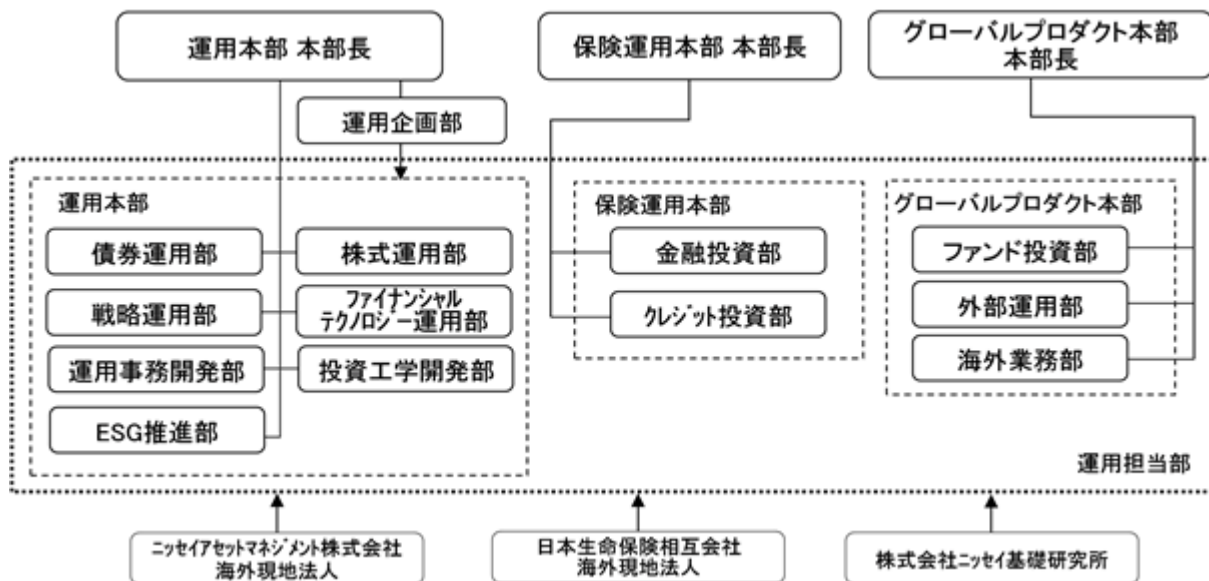 運用本部 本部長
保険運用本部 本部長
グローバルプロダクト本部
本部長
運用企画部
運用本部
債券運用部
株式運用部
戦略運用部
ファイナンシャル
テクノロジー運用部
運用事務開発部
投資工学開発部
ESG推進部
保険運用本部
金融投資部
クレジット投資部
グローバルプロダクト本部
ファンド投資部
外部運用部
海外業務部
運用担当部
ニッセイアセットマネジメント株式会社
海外現地法人
日本生命保険相互会社
海外現地法人
株式会社ニッセイ基礎研究所